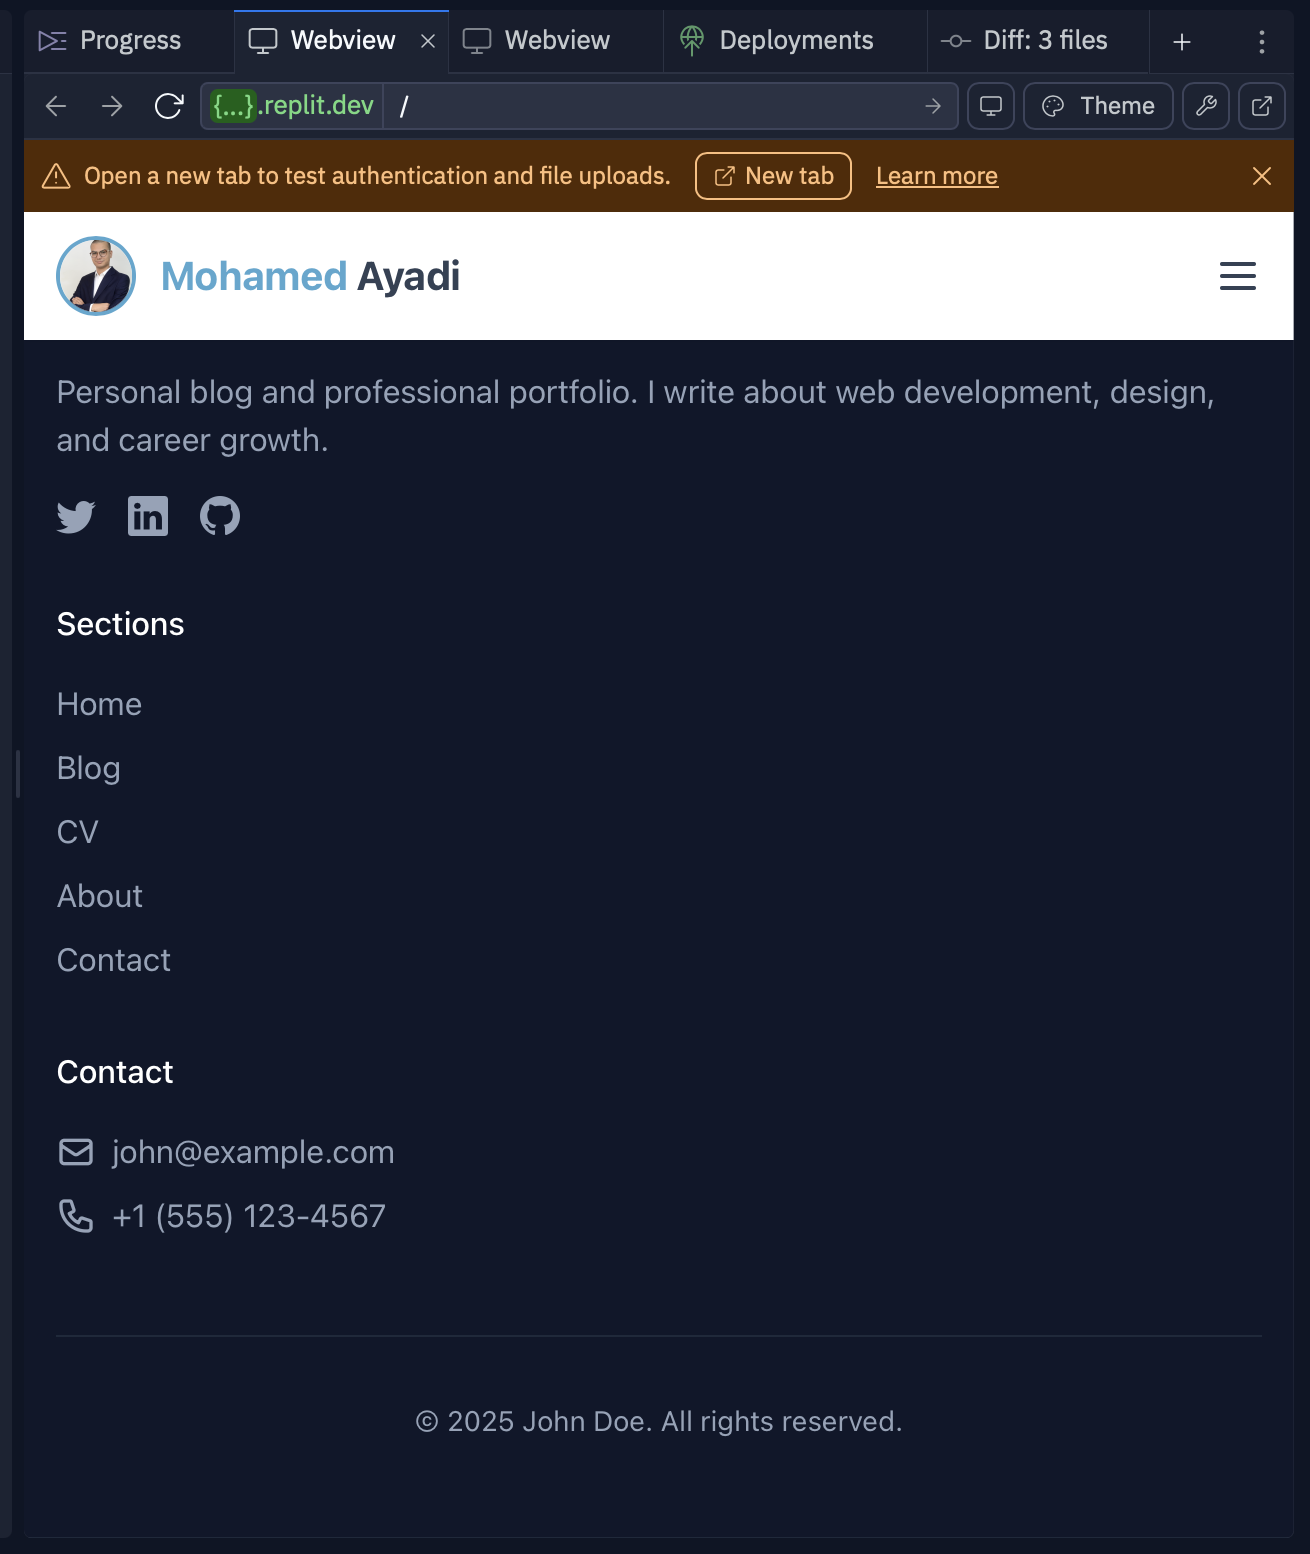 Progress
Webview
Webview
Deployments
Diff: 3 files
{...}.replit.dev /
Theme
Open a new tab to test authentication and file uploads.
New tab
Learn more
Mohamed Ayadi
Personal blog and professional portfolio. I write about web development, design,
and career growth.
in
Sections
Home
Blog
CV
About
Contact
Contact
john@example.com
+1 (555) 123-4567
© 2025 John Doe. All rights reserved.